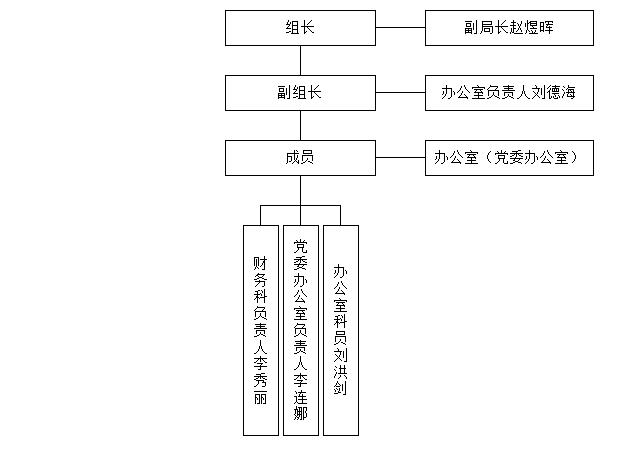 组长
副局长赵煜晖
副组长
办公室负责人刘德海
成员
办公室（党委办公室）
财务科负责人李秀丽
党委办公室负责人李连娜
办公室科员刘洪剑